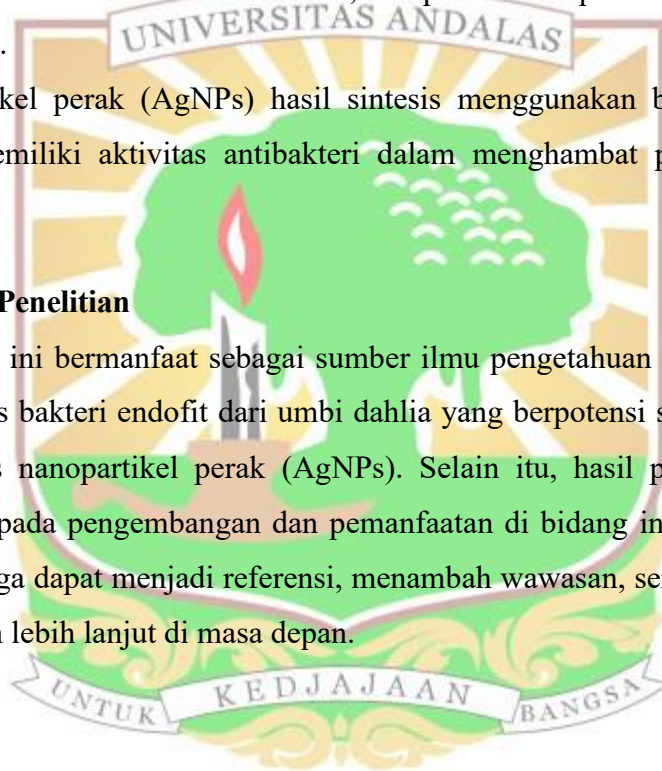 UNIVERSITAS ANDALAS
.
kel perak (AgNPs) hasil sintesis menggunakan b
emiliki aktivitas antibakteri dalam menghambat p
Penelitian
ini bermanfaat sebagai sumber ilmu pengetahuan
s bakteri endofit dari umbi dahlia yang berpotensi s
s nanopartikel perak (AgNPs). Selain itu, hasil p
pada pengembangan dan pemanfaatan di bidang in
ga dapat menjadi referensi, menambah wawasan, ser
n lebih lanjut di masa depan.
UNTUK KEDJAJAAN BANGSA